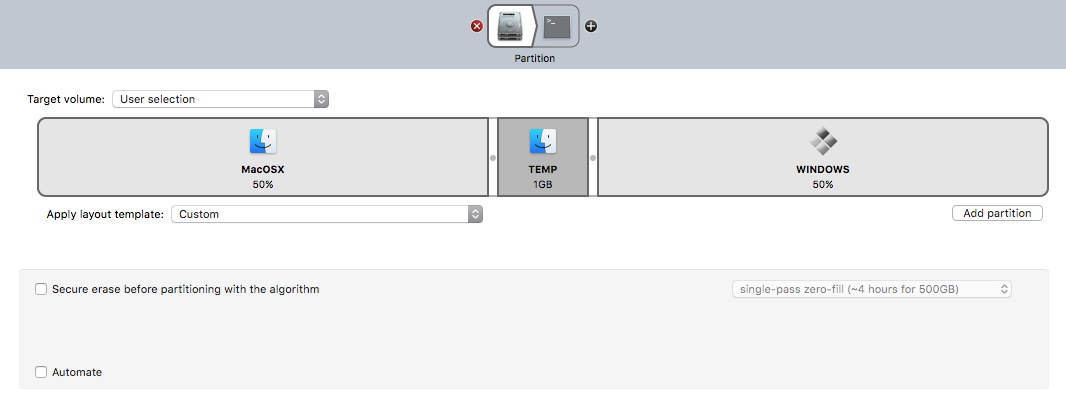 Partition
Target volume: User selection
MacOSX TEMP WINDOWS
50% 1GB 50%
Apply layout template: Custom Add partition
Secure erase before partitioning with the algorithm single-pass zero-fill (~4 hours for 500GB)
Automate